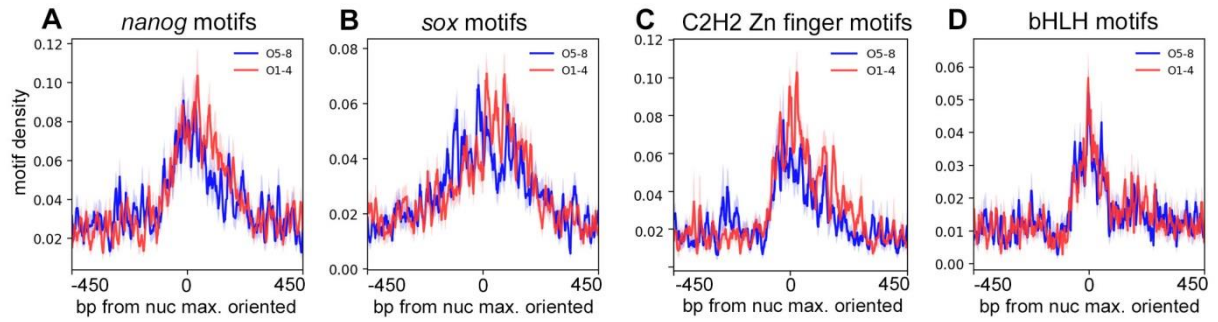 A
nanog motifs
0.12
0.10
0.08
0.06
0.04
0.02
motif density
O5-8
O1-4
-450
0
450
bp from nuc max. oriented
B
sox motifs
0.08
0.06
0.04
0.02
0.00
O5-8
O1-4
-450
0
450
bp from nuc max. oriented
C
C2H2 Zn finger motifs
0.12
0.10
0.08
0.06
0.04
0.02
O5-8
O1-4
-450
0
450
bp from nuc max. oriented
D
bHLH motifs
0.06
0.05
0.04
0.03
0.02
0.01
0.00
O5-8
O1-4
-450
0
450
bp from nuc max. oriented